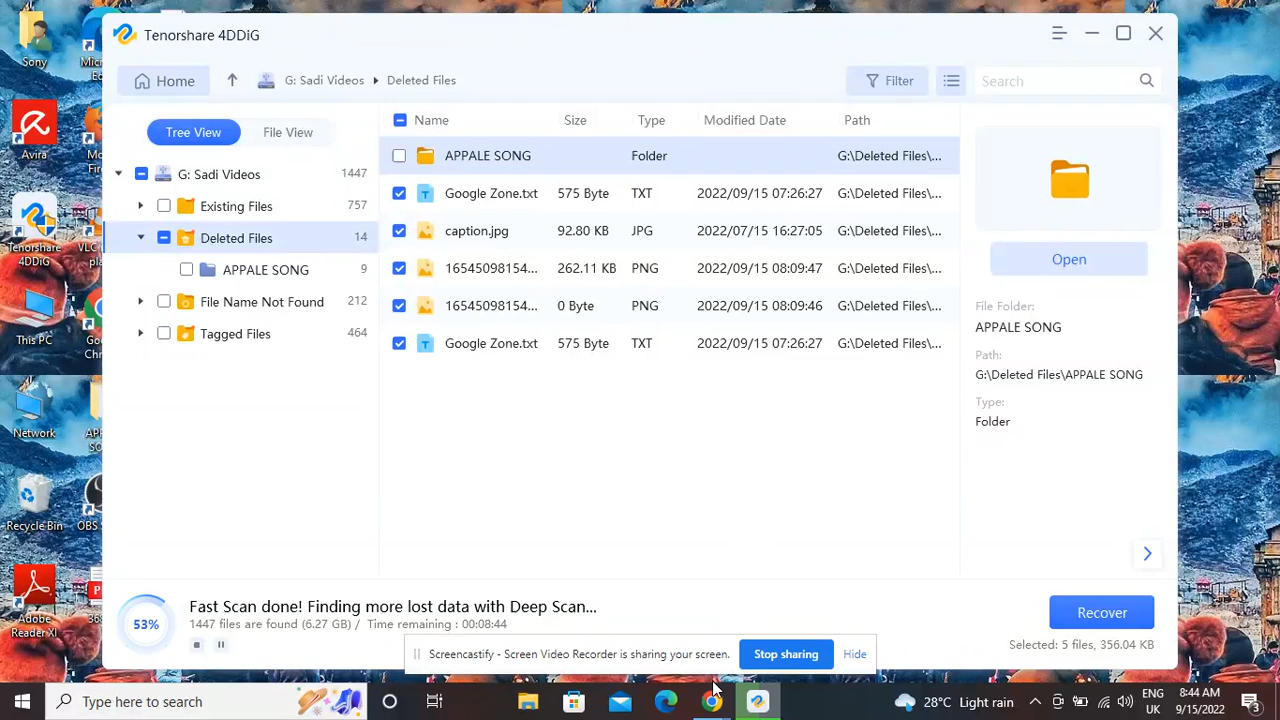 Tenorshare 4DDiG
Home
G: Sadi Videos
Deleted Files
Filter
Search
Tree View
File View
G: Sadi Videos 1447
Existing Files 757
Deleted Files 14
APPALE SONG 9
File Name Not Found 212
Tagged Files 464
Name Size Type Modified Date Path
APPALE SONG Folder G:\Deleted Files\...
Google Zone.txt 575 Byte TXT 2022/09/15 07:26:27 G:\Deleted Files\...
caption.jpg 92.80 KB JPG 2022/07/15 16:27:05 G:\Deleted Files\...
16545098154... 262.11 KB PNG 2022/09/15 08:09:47 G:\Deleted Files\...
16545098154... 0 Byte PNG 2022/09/15 08:09:46 G:\Deleted Files\...
Google Zone.txt 575 Byte TXT 2022/09/15 07:26:27 G:\Deleted Files\...
Open
File Folder:
APPALE SONG
Path:
G:\Deleted Files\APPALE SONG
Type:
Folder
53%
Fast Scan done! Finding more lost data with Deep Scan...
1447 files are found (6.27 GB) / Time remaining : 00:08:44
Recover
Selected: 5 files, 356.04 KB
Screencastify - Screen Video Recorder is sharing your screen.
Stop sharing
Hide
Sony
Avira
Tenorshare
4DDiG
This PC
Network
Recycle Bin
OBS S
Adobe
Reader XI
Type here to search
28°C Light rain
ENG
UK
8:44 AM
9/15/2022
3